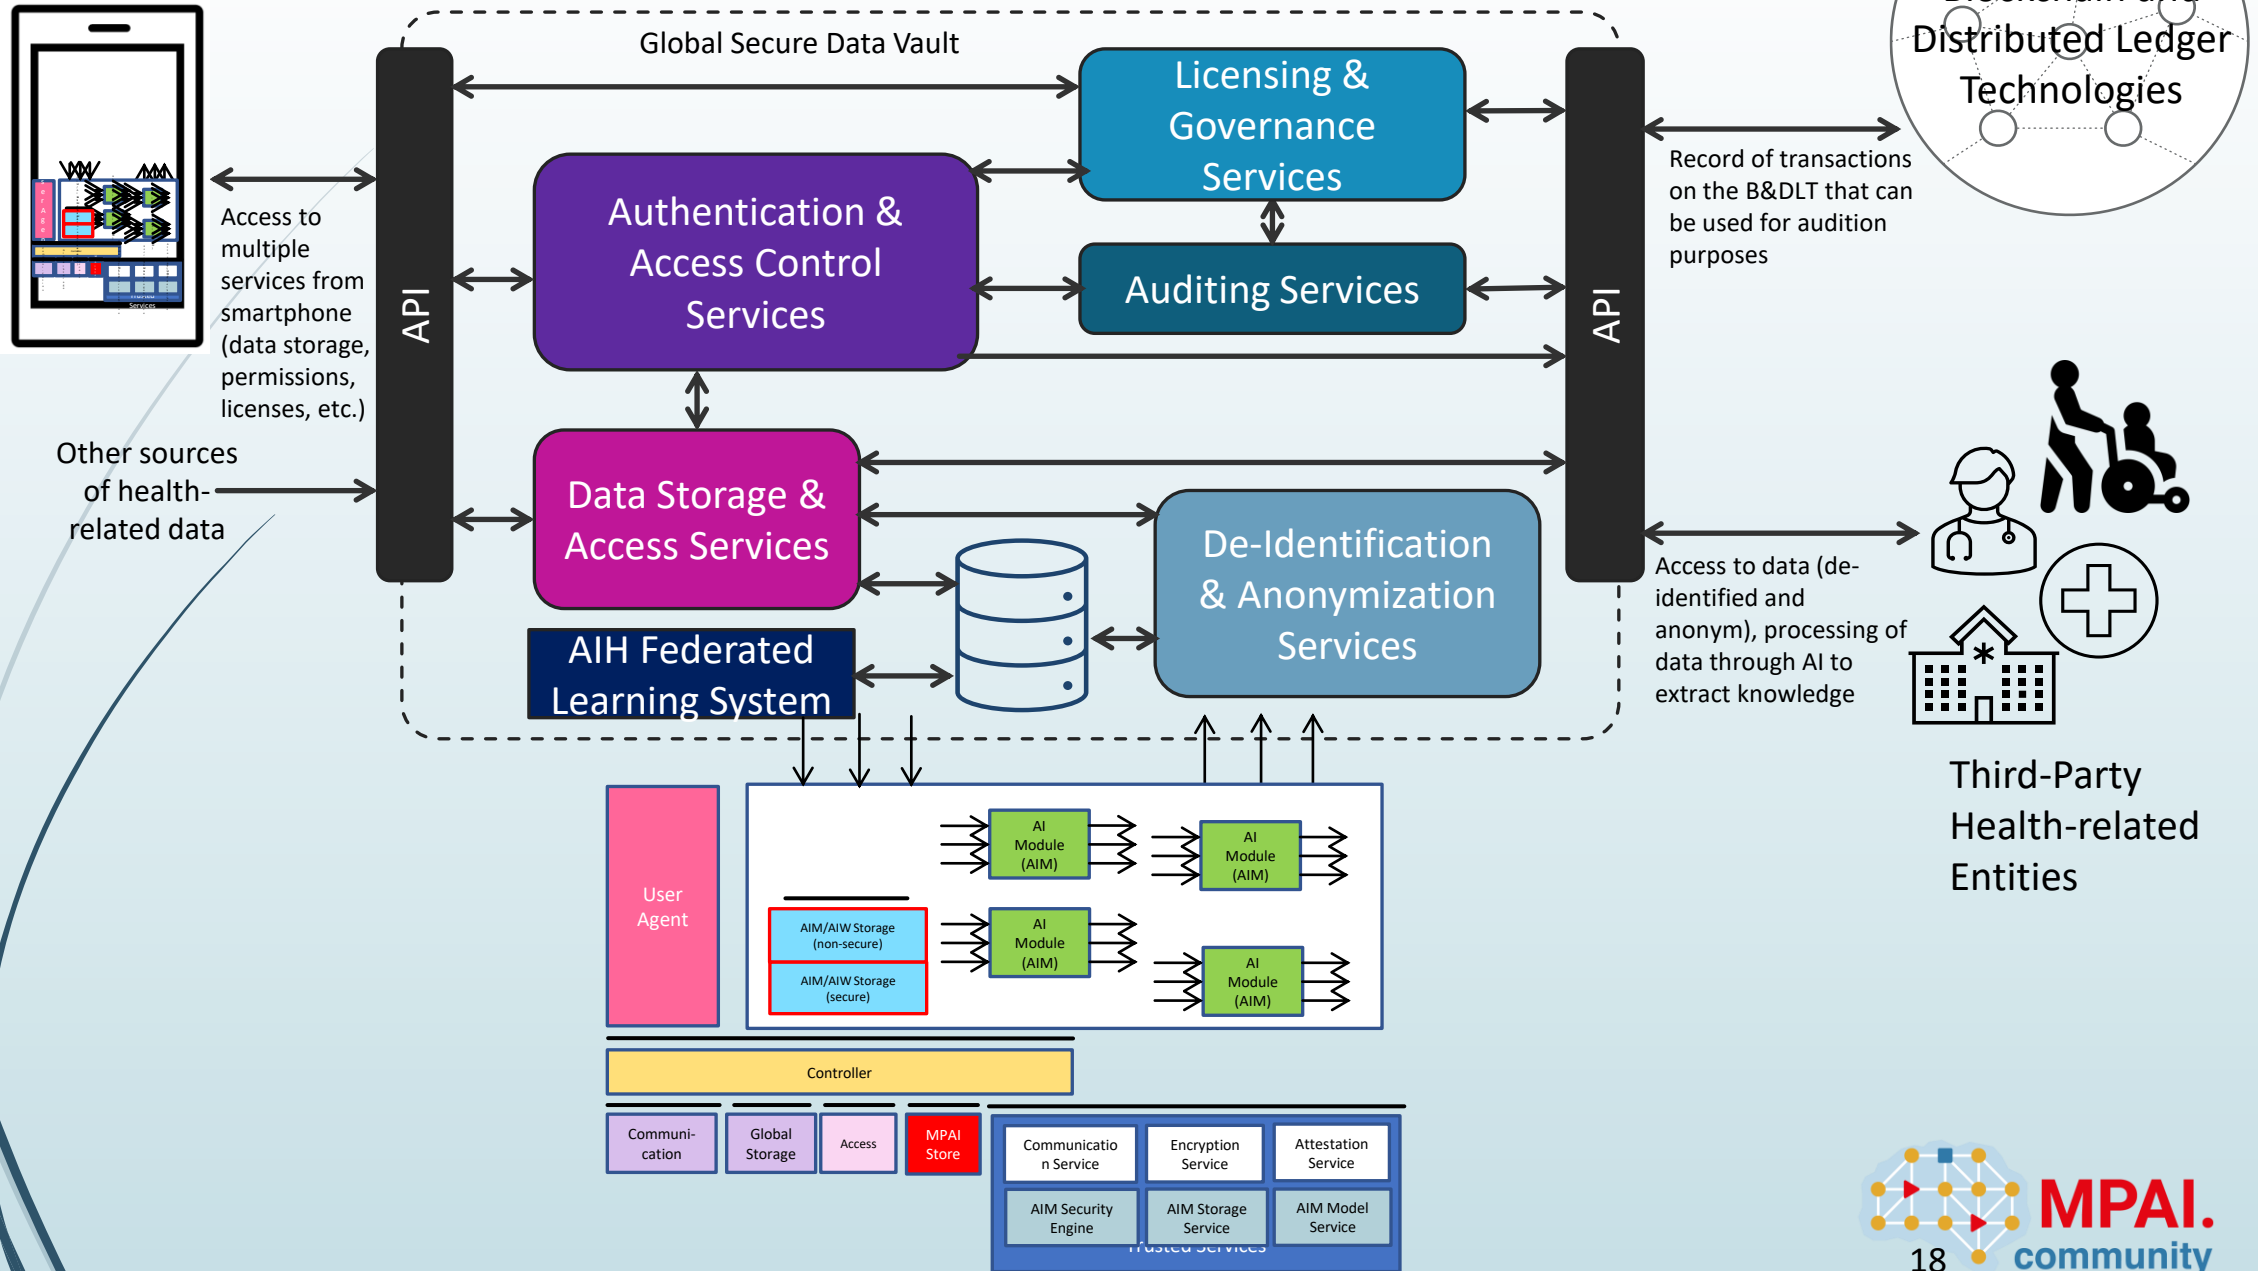 Global Secure Data Vault
Distributed Ledger
Technologies
Licensing &
Governance
Services
Authentication &
Access Control
Services
Auditing Services
API
API
Services
Access to
multiple
services from
smartphone
(data storage,
permissions,
licenses, etc.)
Record of transactions
on the B&DLT that can
be used for audition
purposes
Other sources
of health-
related data
Data Storage &
Access Services
De-Identification
& Anonymization
Services
AIH Federated
Learning System
Access to data (de-
identified and
anonym), processing of
data through AI to
extract knowledge
Third-Party
Health-related
Entities
User
Agent
AI
Module
(AIM)
AI
Module
(AIM)
AI
Module
(AIM)
AI
Module
(AIM)
AIM/AIW Storage
(non-secure)
AIM/AIW Storage
(secure)
Controller
Communi-
cation
Global
Storage
Access
MPAI
Store
Communicatio
n Service
Encryption
Service
Attestation
Service
AIM Security
Engine
AIM Storage
Service
AIM Model
Service
Trusted Services
MPAI.
community
18